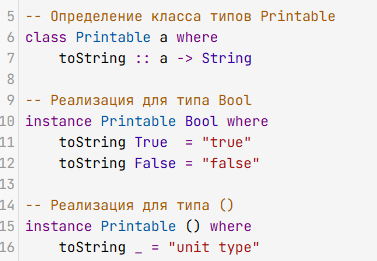 5 -- Определение класса типов Printable
6 class Printable a where
7     toString :: a -> String
8
9 -- Реализация для типа Bool
10 instance Printable Bool where
11     toString True  = "true"
12     toString False = "false"
13
14 -- Реализация для типа ()
15 instance Printable () where
16     toString _ = "unit type"